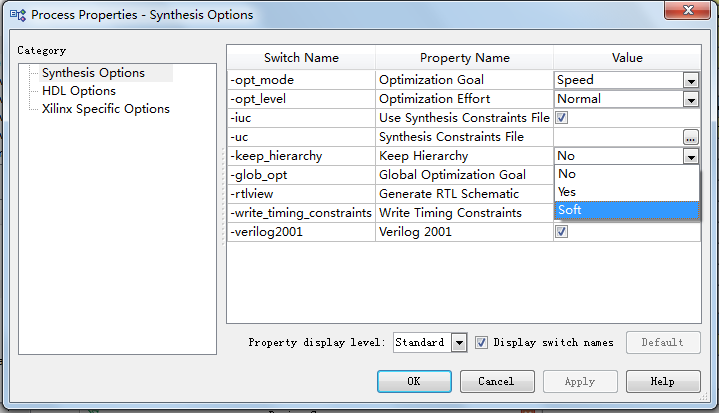 Process Properties - Synthesis Options
Category
Synthesis Options
HDL Options
Xilinx Specific Options
Switch Name Property Name Value
-opt_mode Optimization Goal Speed
-opt_level Optimization Effort Normal
-iuc Use Synthesis Constraints File
-uc Synthesis Constraints File ...
-keep_hierarchy Keep Hierarchy No
-glob_opt Global Optimization Goal No
-rtlview Generate RTL Schematic Yes
-write_timing_constraints Write Timing Constraints Soft
-verilog2001 Verilog 2001
Property display level: Standard Display switch names Default
OK Cancel Apply Help